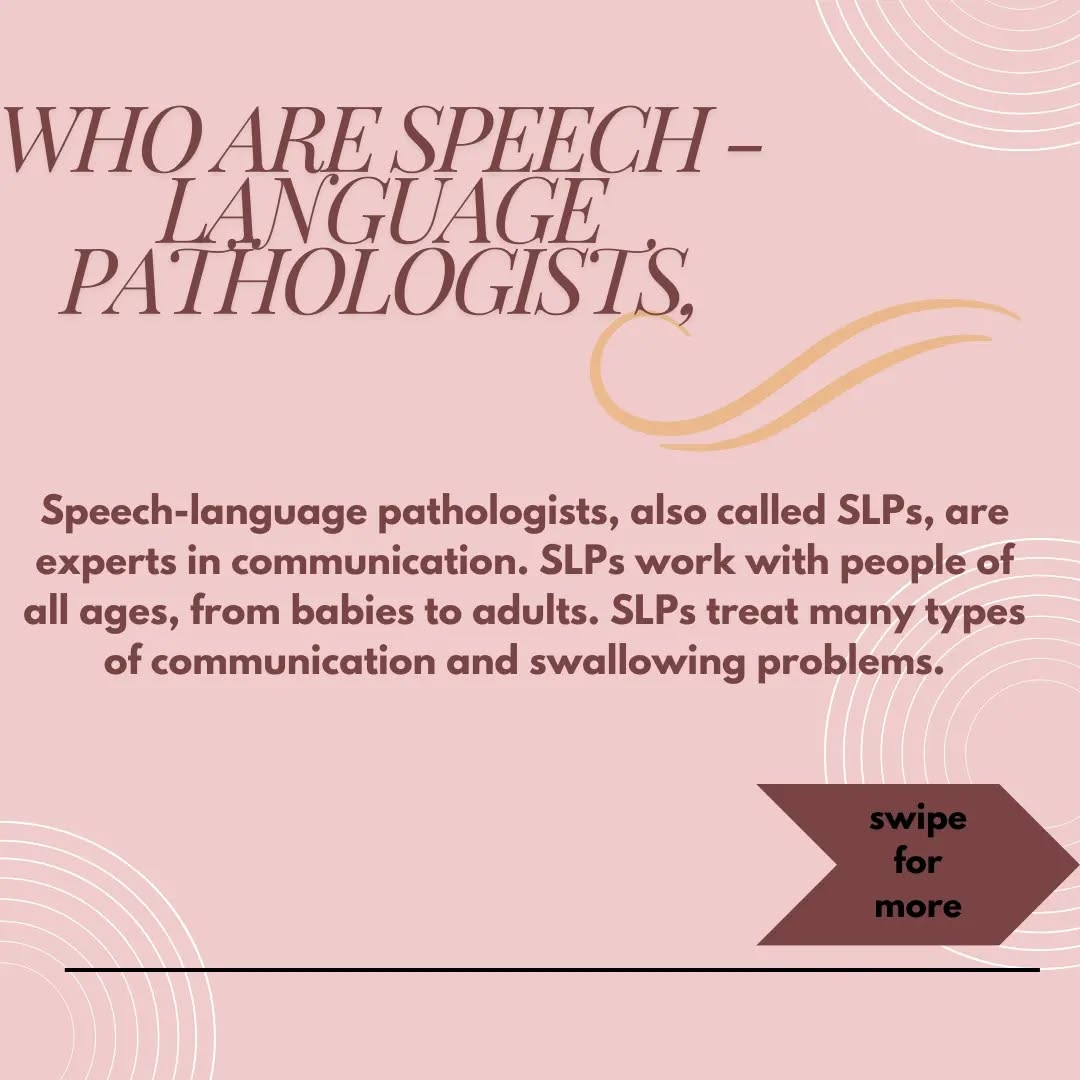 WHO ARE SPEECH –
LANGUAGE
PATHOLOGISTS,
Speech-language pathologists, also called SLPs, are
experts in communication. SLPs work with people of
all ages, from babies to adults. SLPs treat many types
of communication and swallowing problems.
swipe
for
more